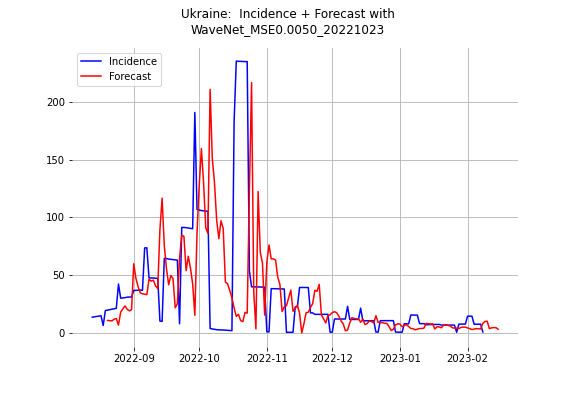 Ukraine:  Incidence + Forecast with
WaveNet_MSE0.0050_20221023
Incidence
Forecast
200
150
100
50
0
2022-09
2022-10
2022-11
2022-12
2023-01
2023-02